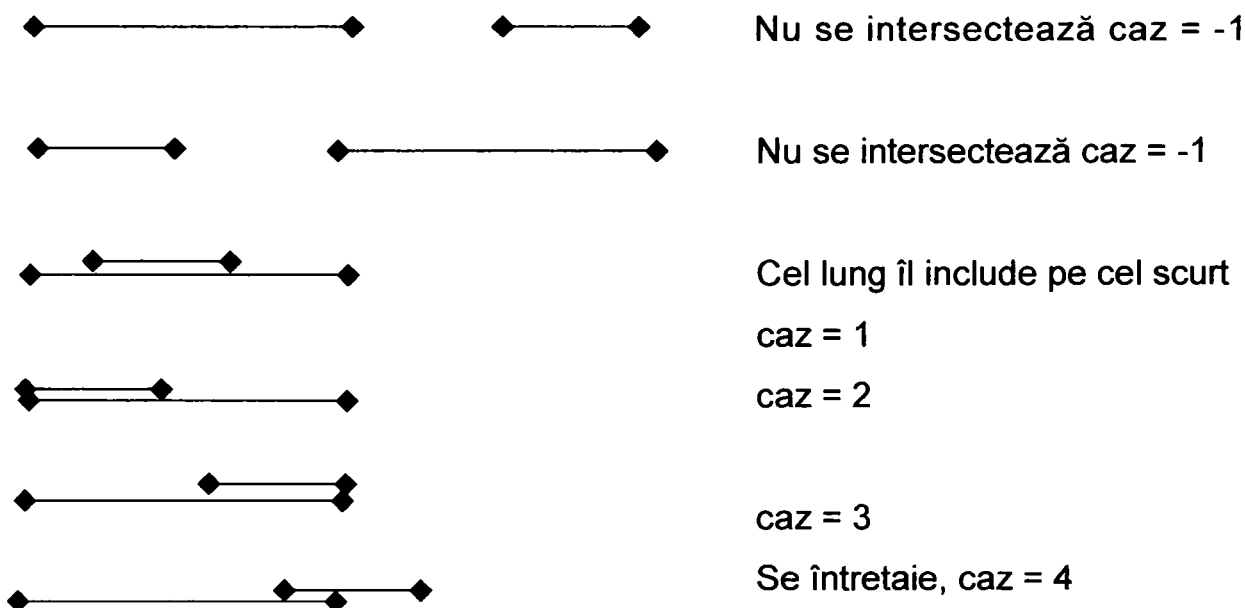 Nu se intersectează caz = -1
Nu se intersectează caz = -1
Cel lung îl include pe cel scurt
caz = 1
caz = 2
caz = 3
Se întretaie, caz = 4